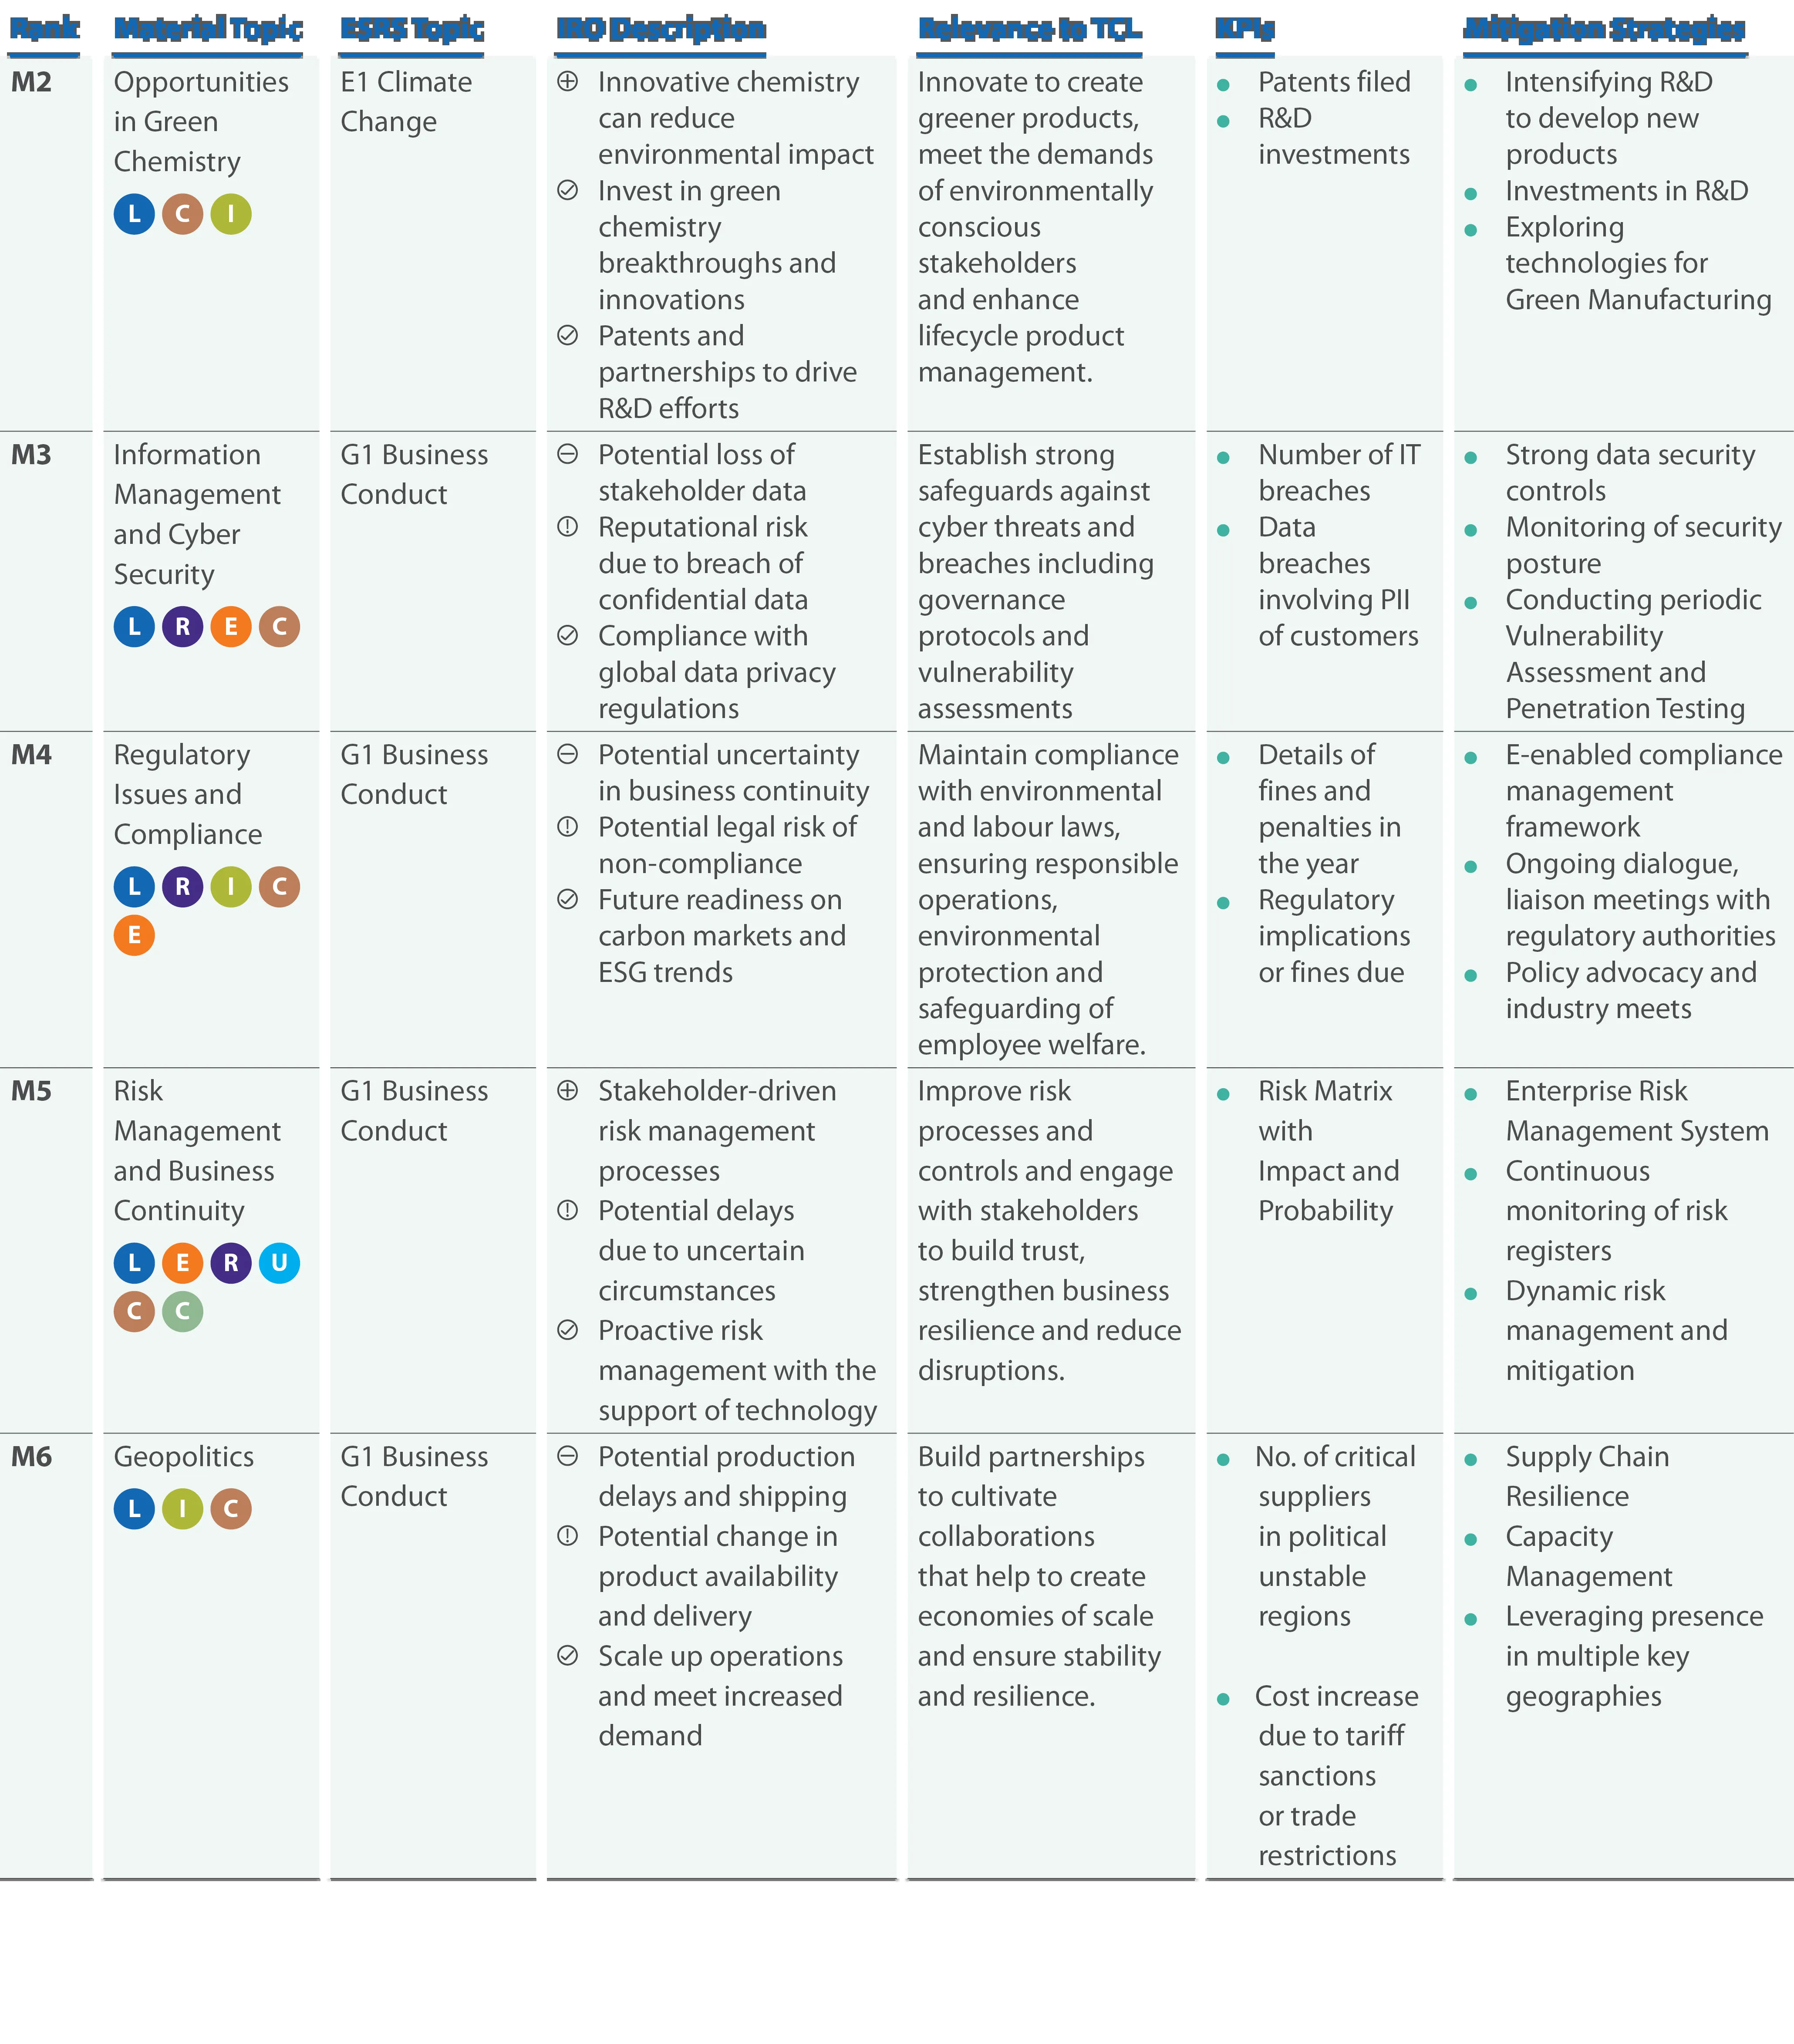 Rank
Material Topic
ESRS Topic
IRO Description
Relevance to TCL
KPIs
Mitigation Strategies
M2
Opportunities
in Green
Chemistry
L C I
E1 Climate
Change
Innovative chemistry
can reduce
environmental impact
Invest in green
chemistry
breakthroughs and
innovations
Patents and
partnerships to drive
R&D efforts
Innovate to create
greener products,
meet the demands
of environmentally
conscious
stakeholders
and enhance
lifecycle product
management.
Patents filed
R&D
investments
Intensifying R&D
to develop new
products
Investments in R&D
Exploring
technologies for
Green Manufacturing
M3
Information
Management
and Cyber
Security
L R E C
G1 Business
Conduct
Potential loss of
stakeholder data
Reputational risk
due to breach of
confidential data
Compliance with
global data privacy
regulations
Establish strong
safeguards against
cyber threats and
breaches including
governance
protocols and
vulnerability
assessments
Number of IT
breaches
Data
breaches
involving PII
of customers
Strong data security
controls
Monitoring of security
posture
Conducting periodic
Vulnerability
Assessment and
Penetration Testing
M4
Regulatory
Issues and
Compliance
L R I C
E
G1 Business
Conduct
Potential uncertainty
in business continuity
Potential legal risk of
non-compliance
Future readiness on
carbon markets and
ESG trends
Maintain compliance
with environmental
and labour laws,
ensuring responsible
operations,
environmental
protection and
safeguarding of
employee welfare.
Details of
fines and
penalties in
the year
Regulatory
implications
or fines due
E-enabled compliance
management
framework
Ongoing dialogue,
liaison meetings with
regulatory authorities
Policy advocacy and
industry meets
M5
Risk
Management
and Business
Continuity
L E R U
C C
G1 Business
Conduct
Stakeholder-driven
risk management
processes
Potential delays
due to uncertain
circumstances
Proactive risk
management with the
support of technology
Improve risk
processes and
controls and engage
with stakeholders
to build trust,
strengthen business
resilience and reduce
disruptions.
Risk Matrix
with
Impact and
Probability
Enterprise Risk
Management System
Continuous
monitoring of risk
registers
Dynamic risk
management and
mitigation
M6
Geopolitics
L I C
G1 Business
Conduct
Potential production
delays and shipping
Potential change in
product availability
and delivery
Scale up operations
and meet increased
demand
Build partnerships
to cultivate
collaborations
that help to create
economies of scale
and ensure stability
and resilience.
No. of critical
suppliers
in political
unstable
regions
Cost increase
due to tariff
sanctions
or trade
restrictions
Supply Chain
Resilience
Capacity
Management
Leveraging presence
in multiple key
geographies